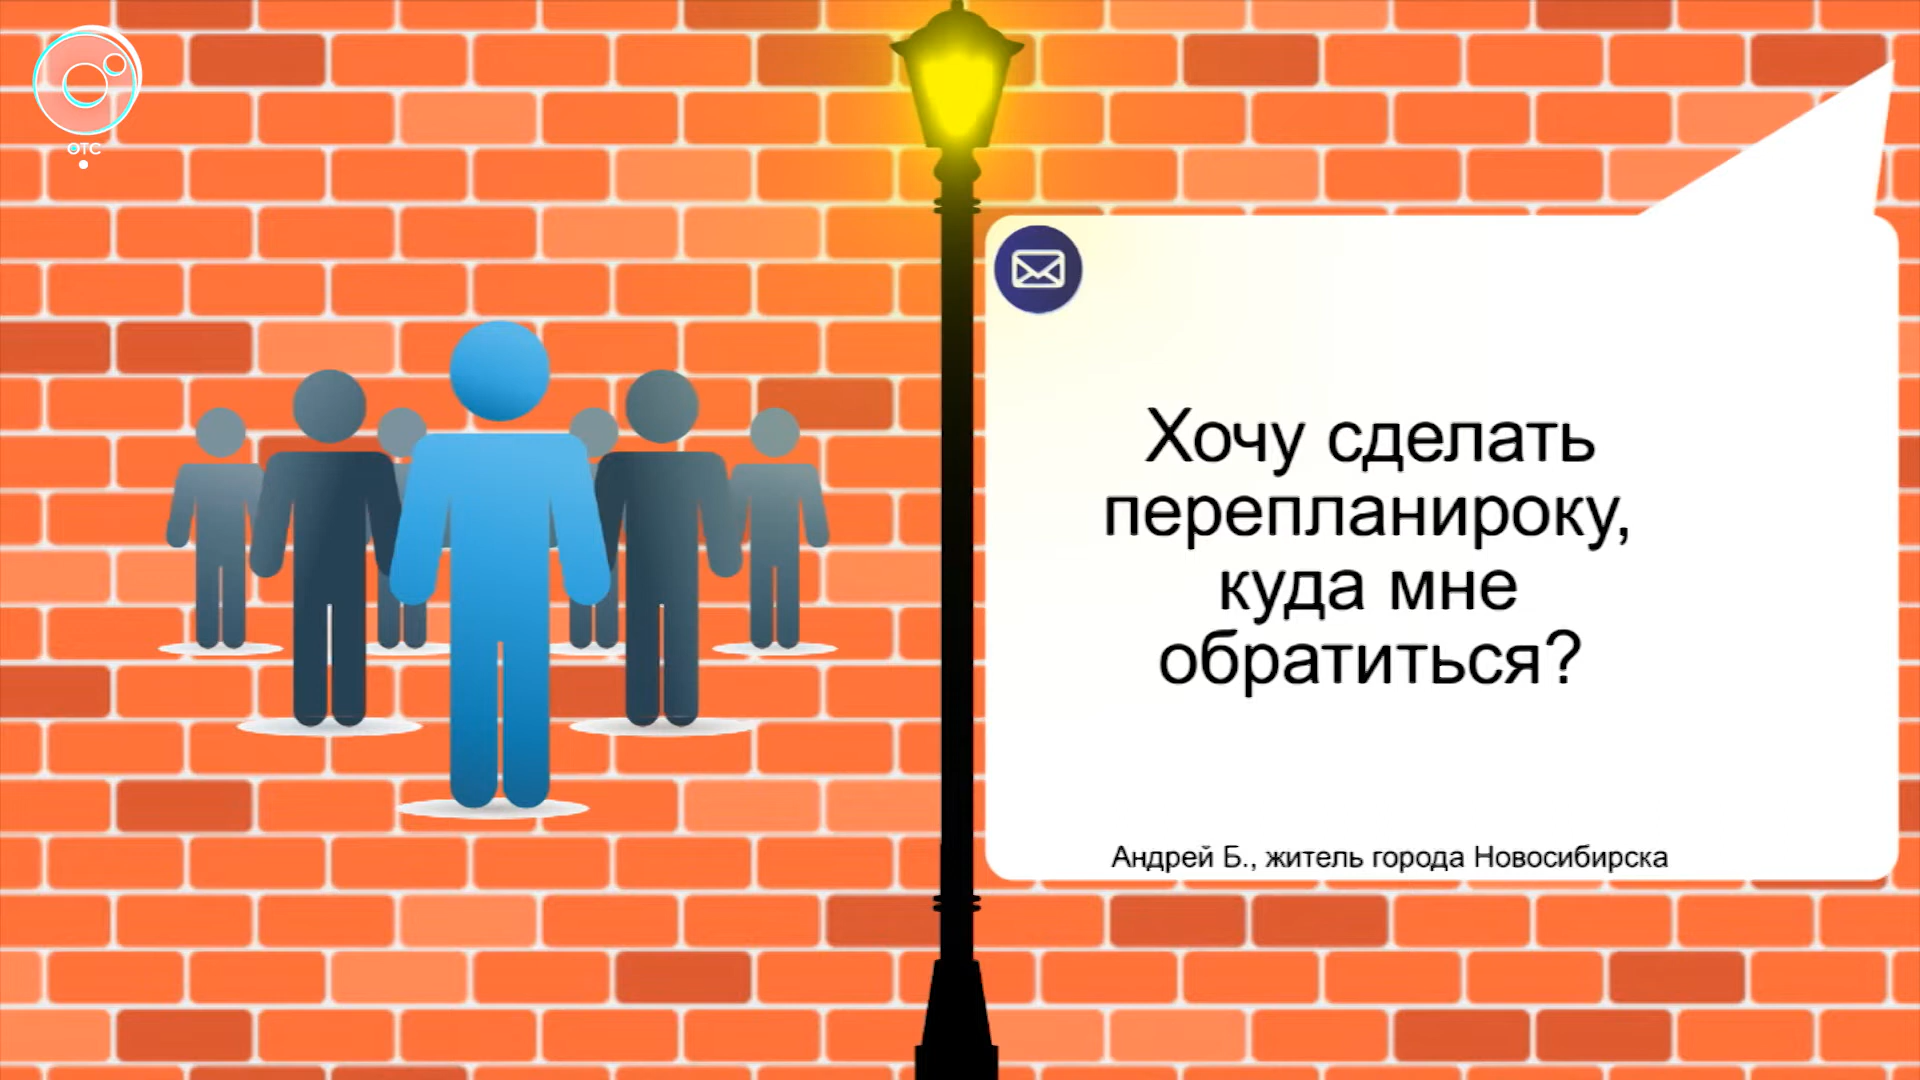 ОТС
Хочу сделать
перепланироку,
куда мне
обратиться?
Андрей Б., житель города Новосибирска